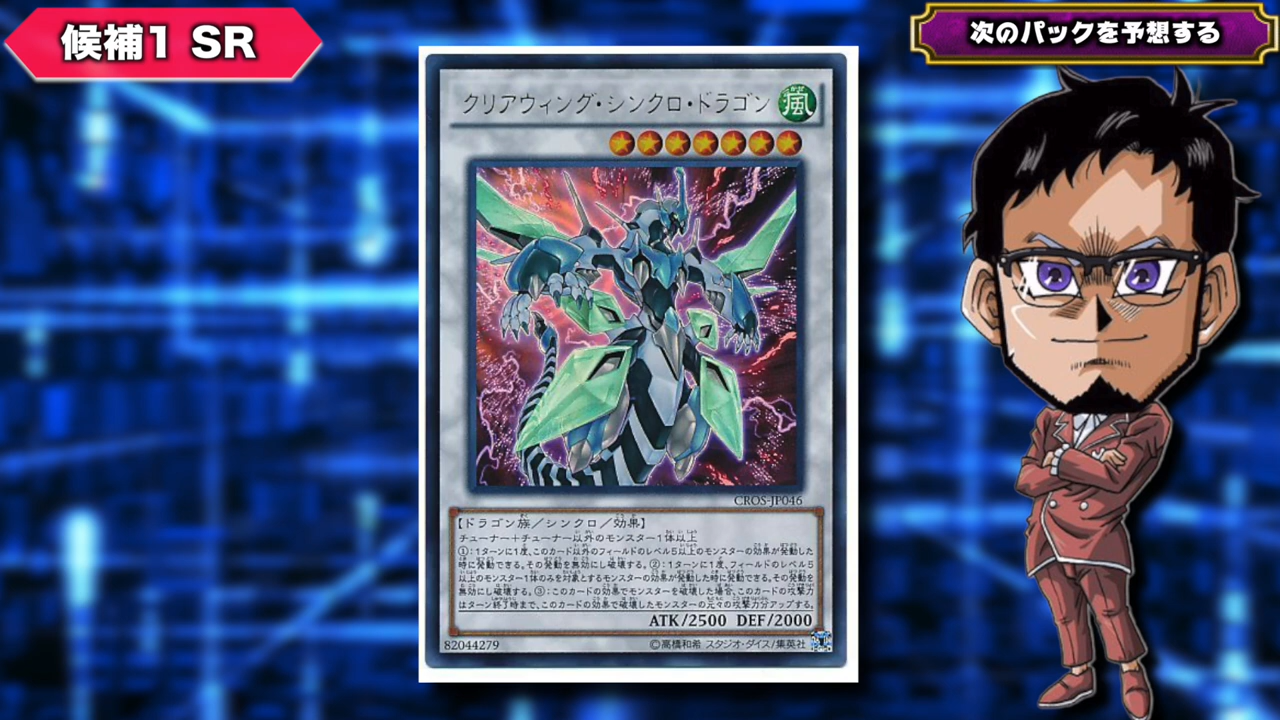 候補1 SR
次のパックを予想する
クリアウィング・シンクロ・ドラゴン
風
CROS-JP046
【ドラゴン族/シンクロ/効果】
チューナー+チューナー以外のモンスター1体以上
①:1ターンに1度、このカード以外のフィールドのレベル5以上のモンスターの効果が発動した
時に発動できる。その発動を無効にし破壊する。②:1ターンに1度、フィールドのレベル5
以上のモンスター1体のみを対象とするモンスターの効果が発動した時に発動できる。その発動を
無効にし破壊する。③:このカードの効果でモンスターを破壊した場合、このカードの攻撃力
はターン終了時まで、このカードの効果で破壊したモンスターの元々の攻撃力分アップする。
ATK/2500 DEF/2000
82044279
©高橋和希 スタジオ・ダイス/集英社